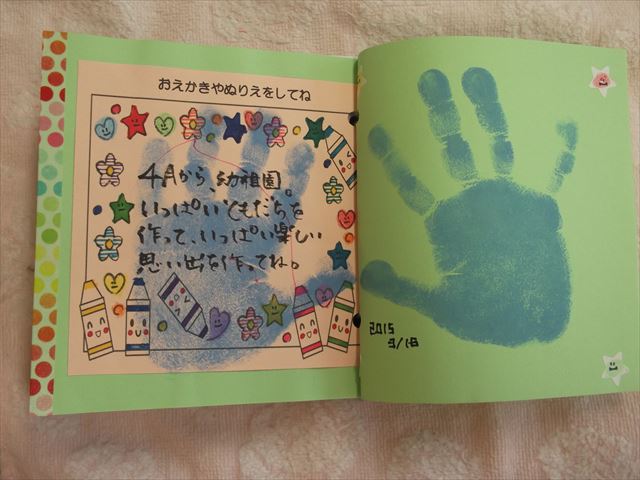 おえかきやぬりえをしてね
4月から、幼稚園。
いっぱいともだちを
作って、いっぱい楽しい
思い出を作ってね。
2015
3/18